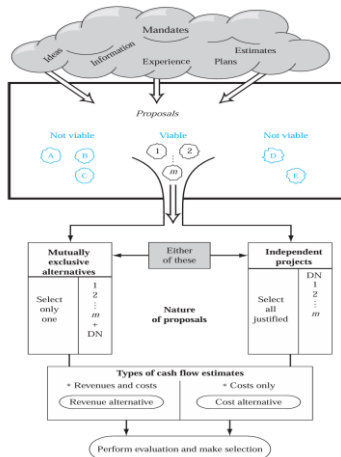 Mandates
Ideas
Information
Experience
Plans
Estimates
Proposals
Not viable
Viable
Not viable
A
B
C
1
2
⋮
m
D
E
Mutually
exclusive
alternatives
Select
only
one
1
2
⋮
m
+
DN
Either
of these
Nature
of proposals
Independent
projects
Select
all
justified
DN
1
2
⋮
m
Types of cash flow estimates
* Revenues and costs
Revenue alternative
* Costs only
Cost alternative
Perform evaluation and make selection